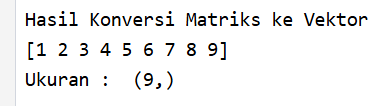 Hasil Konversi Matriks ke Vektor
[1 2 3 4 5 6 7 8 9]
Ukuran :  (9,)